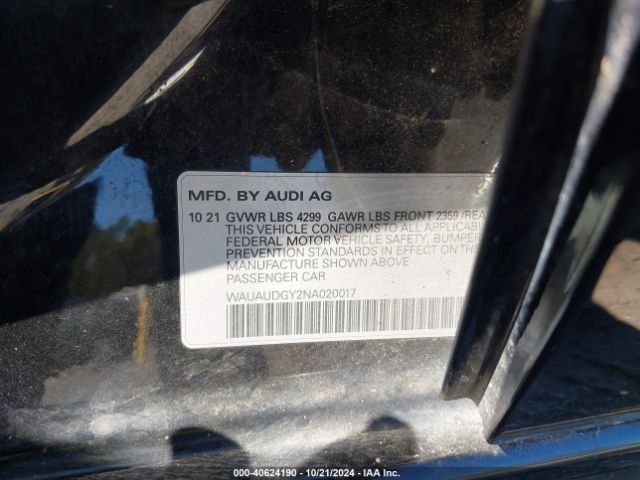 MFD. BY AUDI AG
10 21 GVWR LBS 4299 GAWR LBS FRONT 2359 /REA
THIS VEHICLE CONFORMS TO ALL APPLICABL
FEDERAL MOTOR VEHICLE SAFETY, BUMPER
PREVENTION STANDARDS IN EFFECT ON THE
MANUFACTURE SHOWN ABOVE
PASSENGER CAR
WAUAUDGY2NA020017
000-40624190 - 10/21/2024 - IAA Inc.